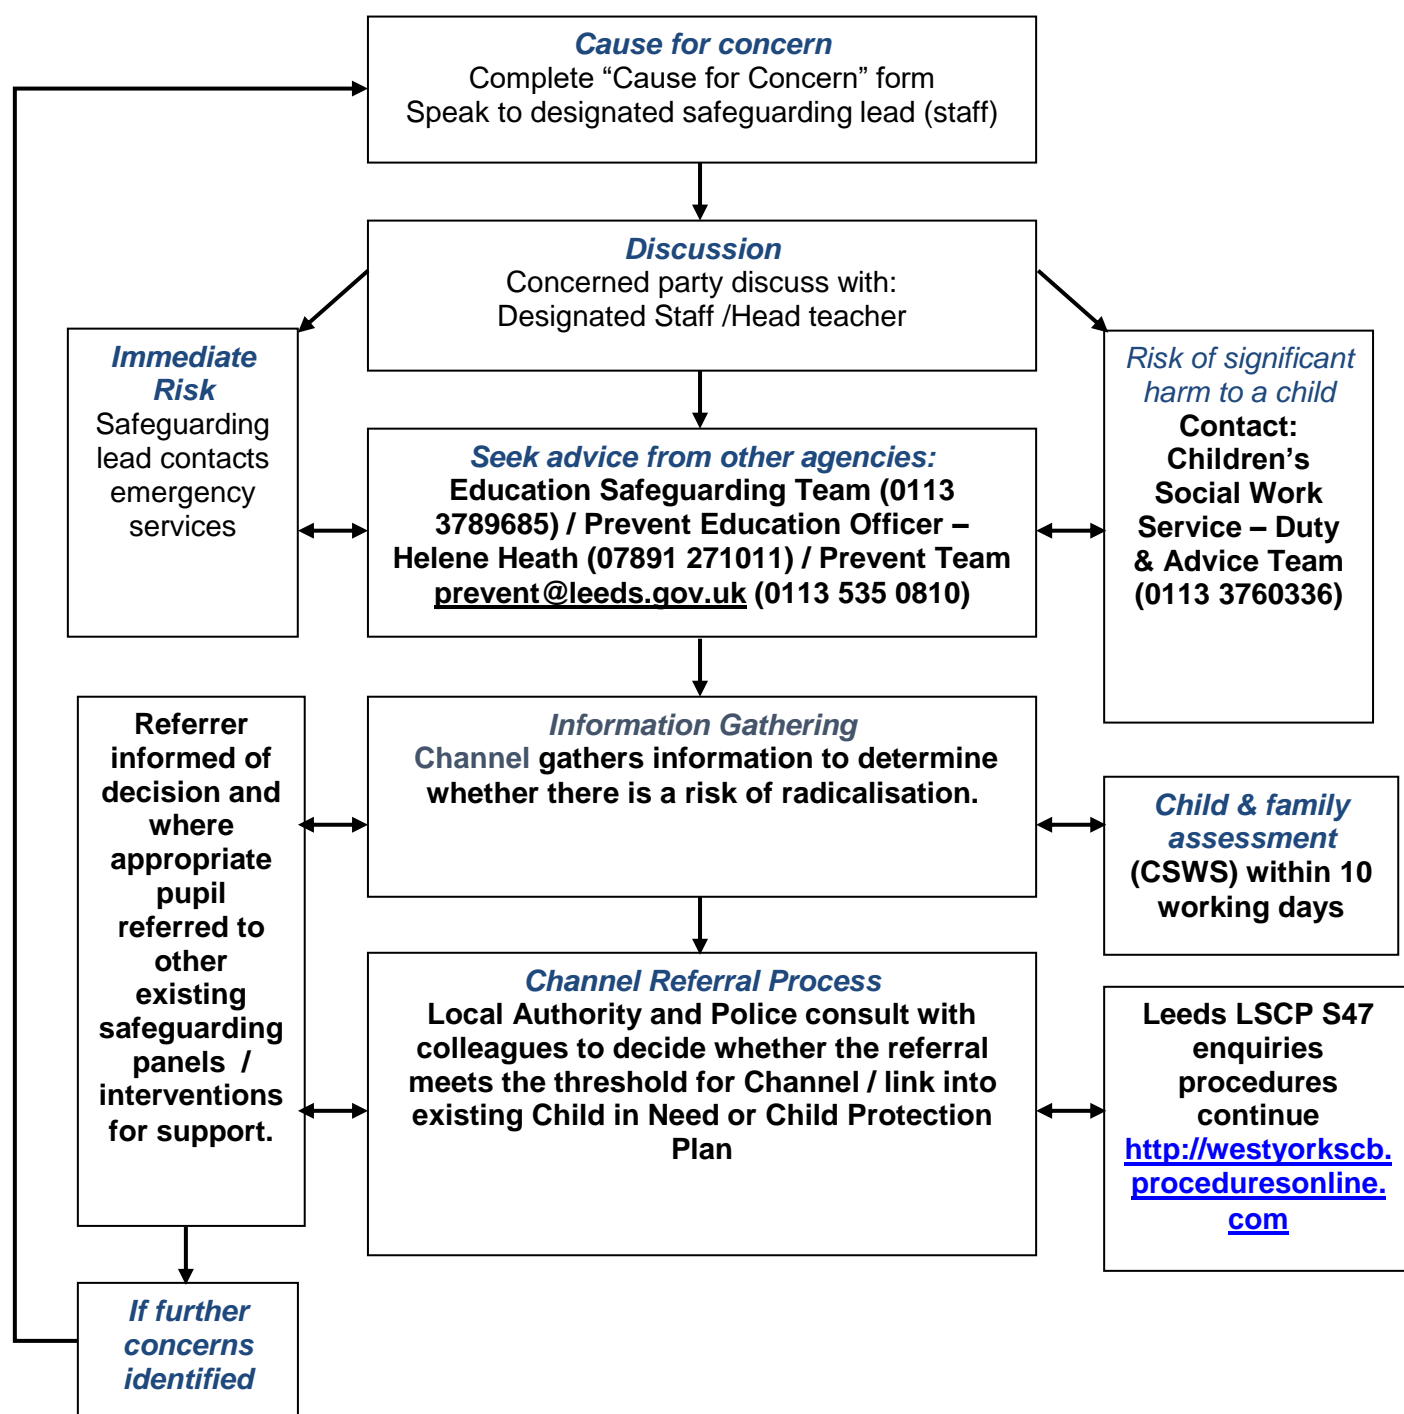 Cause for concern
Complete “Cause for Concern” form
Speak to designated safeguarding lead (staff)
Discussion
Concerned party discuss with:
Designated Staff /Head teacher
Immediate
Risk
Safeguarding
lead contacts
emergency
services
Risk of significant
harm to a child
Contact:
Children’s
Social Work
Service – Duty
& Advice Team
(0113 3760336)
Seek advice from other agencies:
Education Safeguarding Team (0113
3789685) / Prevent Education Officer –
Helene Heath (07891 271011) / Prevent Team
prevent@leeds.gov.uk (0113 535 0810)
Referrer
informed of
decision and
where
appropriate
pupil
referred to
other
existing
safeguarding
panels  /
interventions
for support.
Information Gathering
Channel gathers information to determine
whether there is a risk of radicalisation.
Child & family
assessment
(CSWS) within 10
working days
Channel Referral Process
Local Authority and Police consult with
colleagues to decide whether the referral
meets the threshold for Channel / link into
existing Child in Need or Child Protection
Plan
Leeds LSCP S47
enquiries
procedures
continue
http://westyorkscb.
proceduresonline.
com
If further
concerns
identified